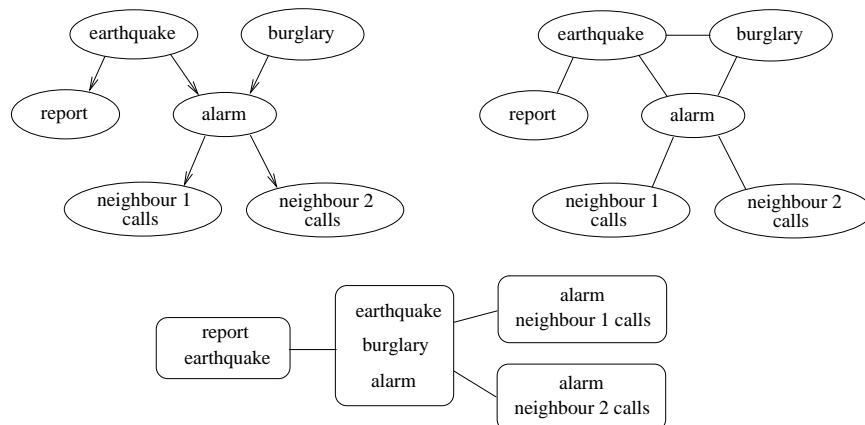 earthquake
burglary
report
alarm
neighbour 1
calls
neighbour 2
calls
earthquake
burglary
report
alarm
neighbour 1
calls
neighbour 2
calls
report
earthquake
earthquake
burglary
alarm
alarm
neighbour 1 calls
alarm
neighbour 2 calls